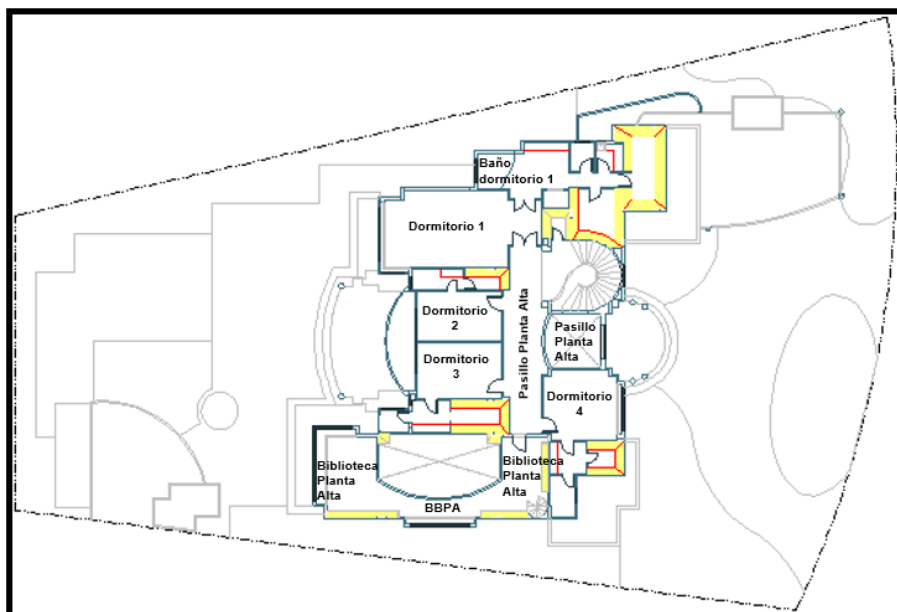 Baño
dormitorio 1
Dormitorio 1
Pasillo Planta Alta
Dormitorio
2
Pasillo
Planta
Alta
Dormitorio
3
Dormitorio
4
Biblioteca
Planta
Alta
Biblioteca
Planta
Alta
BBPA